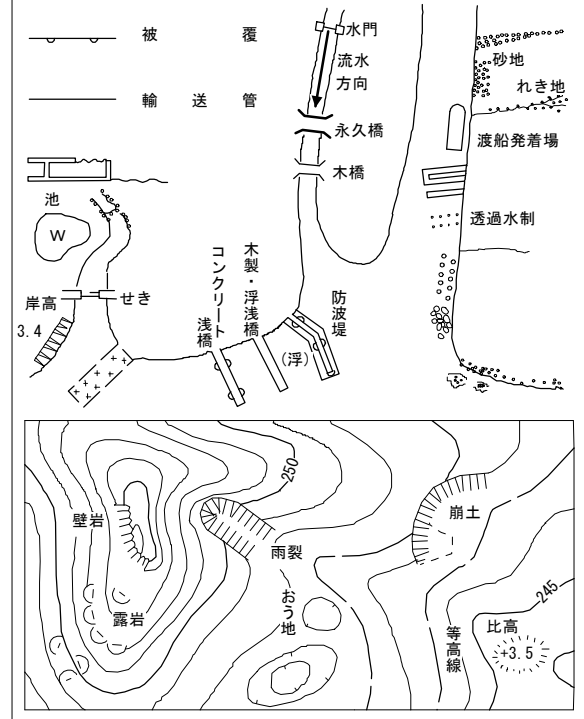 被覆
輸送管
水門
流水
方向
永久橋
木橋
砂地
れき地
渡船発着場
透過水制
池
W
岸高
3.4
せき
コンクリート
浅橋
木製・浮浅橋
防波堤
(浮)
250
壁岩
露岩
雨裂
おう地
崩土
等高線
245
比高
+3.5